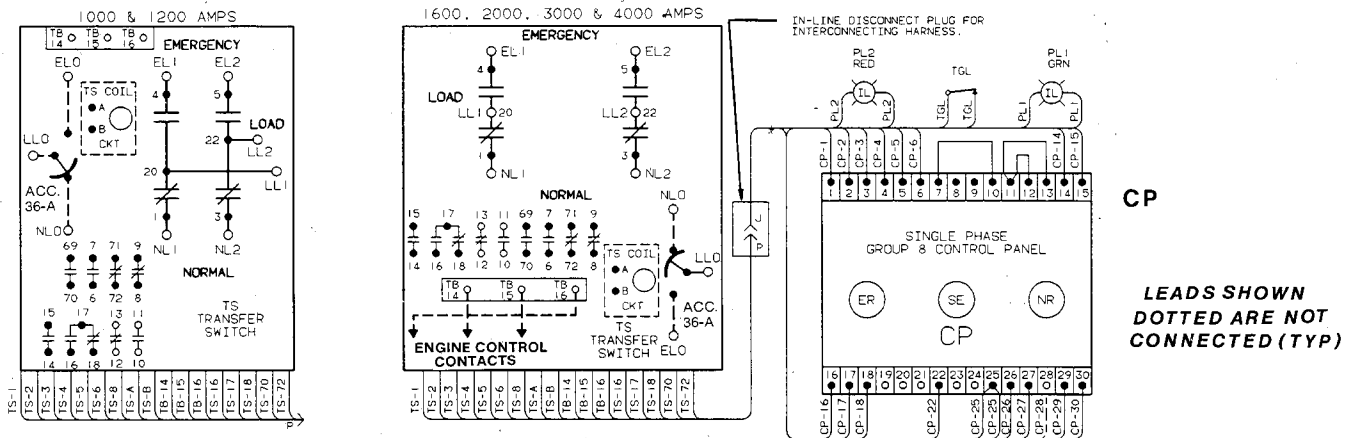 1000 & 1200 AMPS
TB 14 TB 15 TB 16
EMERGENCY
EL0 EL1 EL2
TS COIL
A
B
CKT
4 5
LOAD
22
LL2
LL0
20
LL1
ACC.
36-A
1 3
NL0
NL1 NL2
NORMAL
69 7 71 9
70 6 72 8
15 17 13 11
14 16 18 12 10
TS
TRANSFER
SWITCH
TS-1 TS-2 TS-3 TS-4 TS-5 TS-6 TS-8 TS-A TS-B TB-14 TB-15 TB-16 TS-16 TS-17 TS-18 TS-70 TS-72
P
1600, 2000, 3000 & 4000 AMPS
EMERGENCY
EL1 EL2
4 5
LOAD
LL1 20 LL2 22
1 3
NL1 NL2
NORMAL
NL0
15 17 13 11 69 7 71 9
14 16 18 12 10 70 6 72 8
TS COIL
A
B
CKT
LL0
TB 14 TB 15 TB 16
ACC.
36-A
TS
TRANSFER
SWITCH
EL0
ENGINE CONTROL
CONTACTS
TS-1 TS-2 TS-3 TS-4 TS-5 TS-6 TS-8 TS-A TS-B TB-14 TB-15 TB-16 TS-16 TS-17 TS-18 TS-70 TS-72
IN-LINE DISCONNECT PLUG FOR
INTERCONNECTING HARNESS.
J
P
PL2
RED
TGL
PL1
GRN
IL IL
PL2 PL2 TGL TGL PL1 PL1
CP-1 CP-2 CP-3 CP-4 CP-5 CP-6 CP-14 CP-15
1 2 3 4 5 6 7 8 9 10 11 12 13 14 15
CP
SINGLE PHASE
GROUP 8 CONTROL PANEL
ER SE NR
CP
16 17 18 19 20 21 22 23 24 25 26 27 28 29 30
CP-16 CP-17 CP-18 CP-22 CP-25 CP-25 CP-26 CP-27 CP-28 CP-29 CP-30
LEADS SHOWN
DOTTED ARE NOT
CONNECTED (TYP)